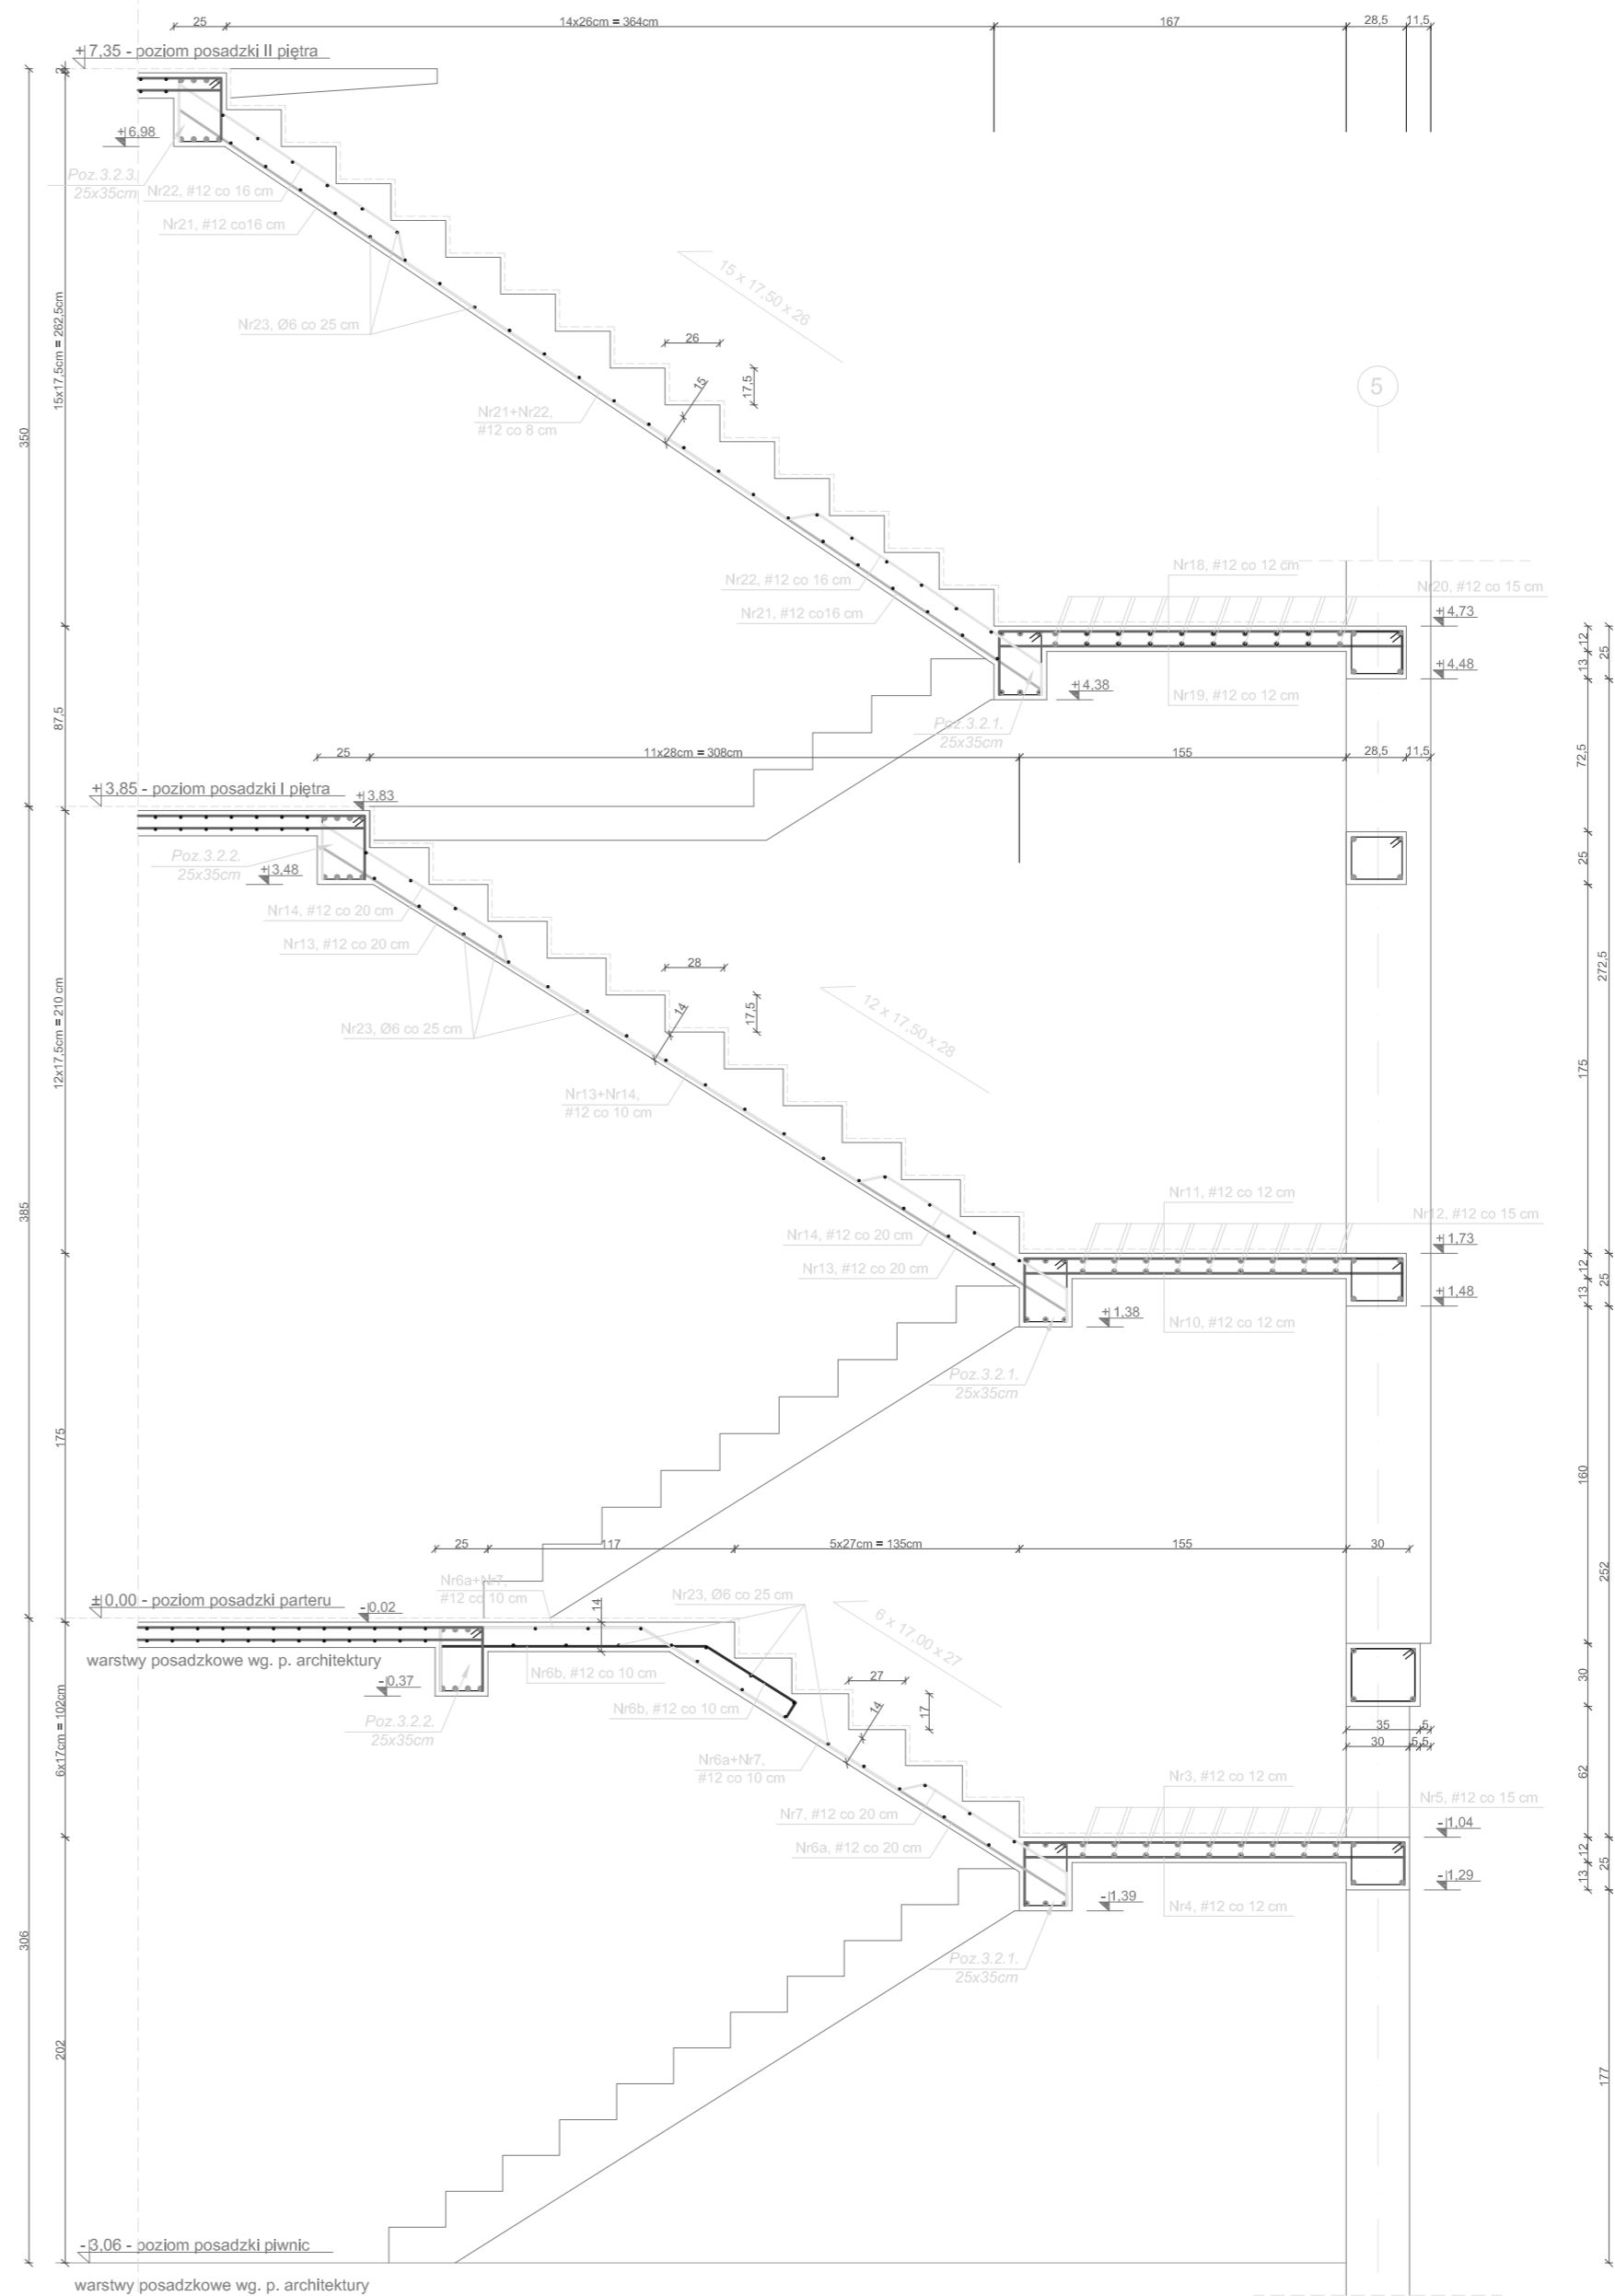 25
14x26cm = 364cm
167
28,5
11,5
+7,35 - poziom posadzki II piętra
2
+6,98
Poz.3.2.3.
25x35cm
Nr22, #12 co 16 cm
Nr21, #12 co16 cm
15 x 17,50 x 26
Nr23, Ø6 co 25 cm
15x17,5cm = 262,5cm
26
17,5
15
5
350
Nr21+Nr22,
#12 co 8 cm
Nr22, #12 co 16 cm
Nr21, #12 co16 cm
Nr18, #12 co 12 cm
Nr20, #12 co 15 cm
+4,73
12
25
13
+4,48
+4,38
Nr19, #12 co 12 cm
Poz.3.2.1.
25x35cm
87,5
72,5
25
11x28cm = 308cm
155
28,5
11,5
+3,85 - poziom posadzki I piętra
+3,83
Poz.3.2.2.
25x35cm
+3,48
25
Nr14, #12 co 20 cm
Nr13, #12 co 20 cm
28
17,5
14
12 x 17,50 x 28
272,5
Nr23, Ø6 co 25 cm
12x17,5cm = 210 cm
175
Nr13+Nr14,
#12 co 10 cm
385
Nr11, #12 co 12 cm
Nr12, #12 co 15 cm
Nr14, #12 co 20 cm
Nr13, #12 co 20 cm
+1,73
12
25
13
+1,48
+1,38
Nr10, #12 co 12 cm
Poz.3.2.1.
25x35cm
175
160
25
117
5x27cm = 135cm
155
30
252
Nr6a+Nr7,
#12 co 10 cm
Nr23, Ø6 co 25 cm
±0,00 - poziom posadzki parteru
-0,02
14
6 x 17,00 x 27
warstwy posadzkowe wg. p. architektury
Nr6b, #12 co 10 cm
-0,37
27
30
Nr6b, #12 co 10 cm
14
17
Poz.3.2.2.
25x35cm
35
5
30
5
5
6x17cm = 102cm
Nr6a+Nr7,
#12 co 10 cm
62
Nr3, #12 co 12 cm
Nr5, #12 co 15 cm
Nr7, #12 co 20 cm
Nr6a, #12 co 20 cm
-1,04
12
25
13
-1,29
-1,39
Nr4, #12 co 12 cm
306
Poz.3.2.1.
25x35cm
202
177
-3,06 - poziom posadzki piwnic
warstwy posadzkowe wg. p. architektury